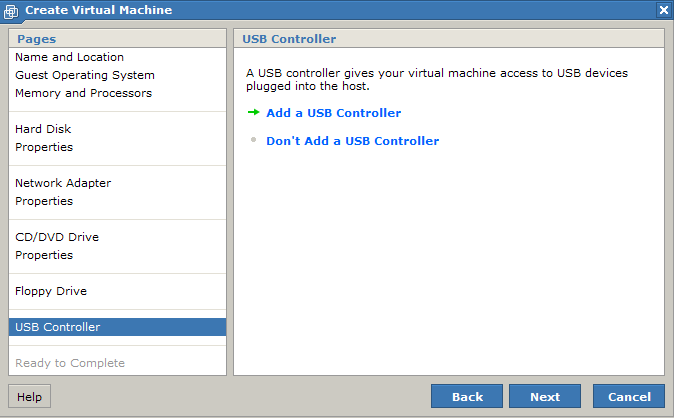 Create Virtual Machine
Pages
Name and Location
Guest Operating System
Memory and Processors
Hard Disk
Properties
Network Adapter
Properties
CD/DVD Drive
Properties
Floppy Drive
USB Controller
Ready to Complete
USB Controller
A USB controller gives your virtual machine access to USB devices
plugged into the host.
Add a USB Controller
Don't Add a USB Controller
Help
Back
Next
Cancel